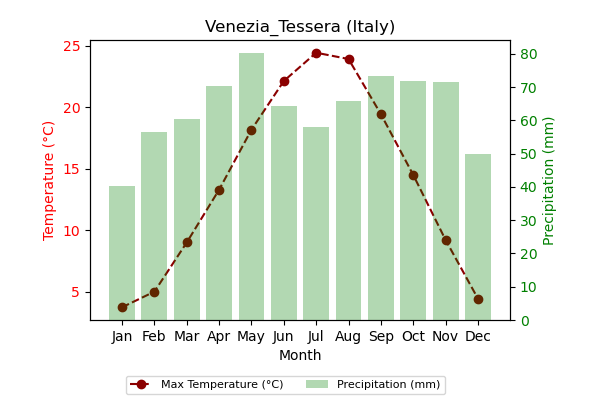 Venezia_Tessera (Italy)
25
20
15
10
5
Temperature (°C)
80
70
60
50
40
30
20
10
0
Precipitation (mm)
Jan Feb Mar Apr May Jun Jul Aug Sep Oct Nov Dec
Month
Max Temperature (°C) Precipitation (mm)